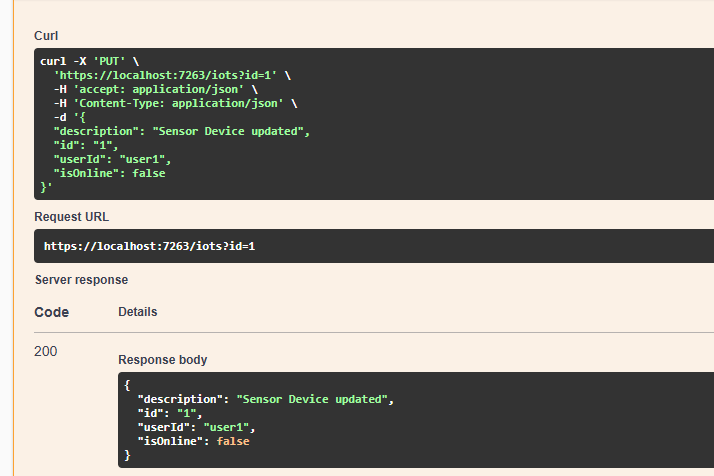 Curl
curl -X 'PUT' \
  'https://localhost:7263/iots?id=1' \
  -H 'accept: application/json' \
  -H 'Content-Type: application/json' \
  -d '{
  "description": "Sensor Device updated",
  "id": "1",
  "userId": "user1",
  "isOnline": false
}'
Request URL
https://localhost:7263/iots?id=1
Server response
Code Details
200
Response body
{
  "description": "Sensor Device updated",
  "id": "1",
  "userId": "user1",
  "isOnline": false
}